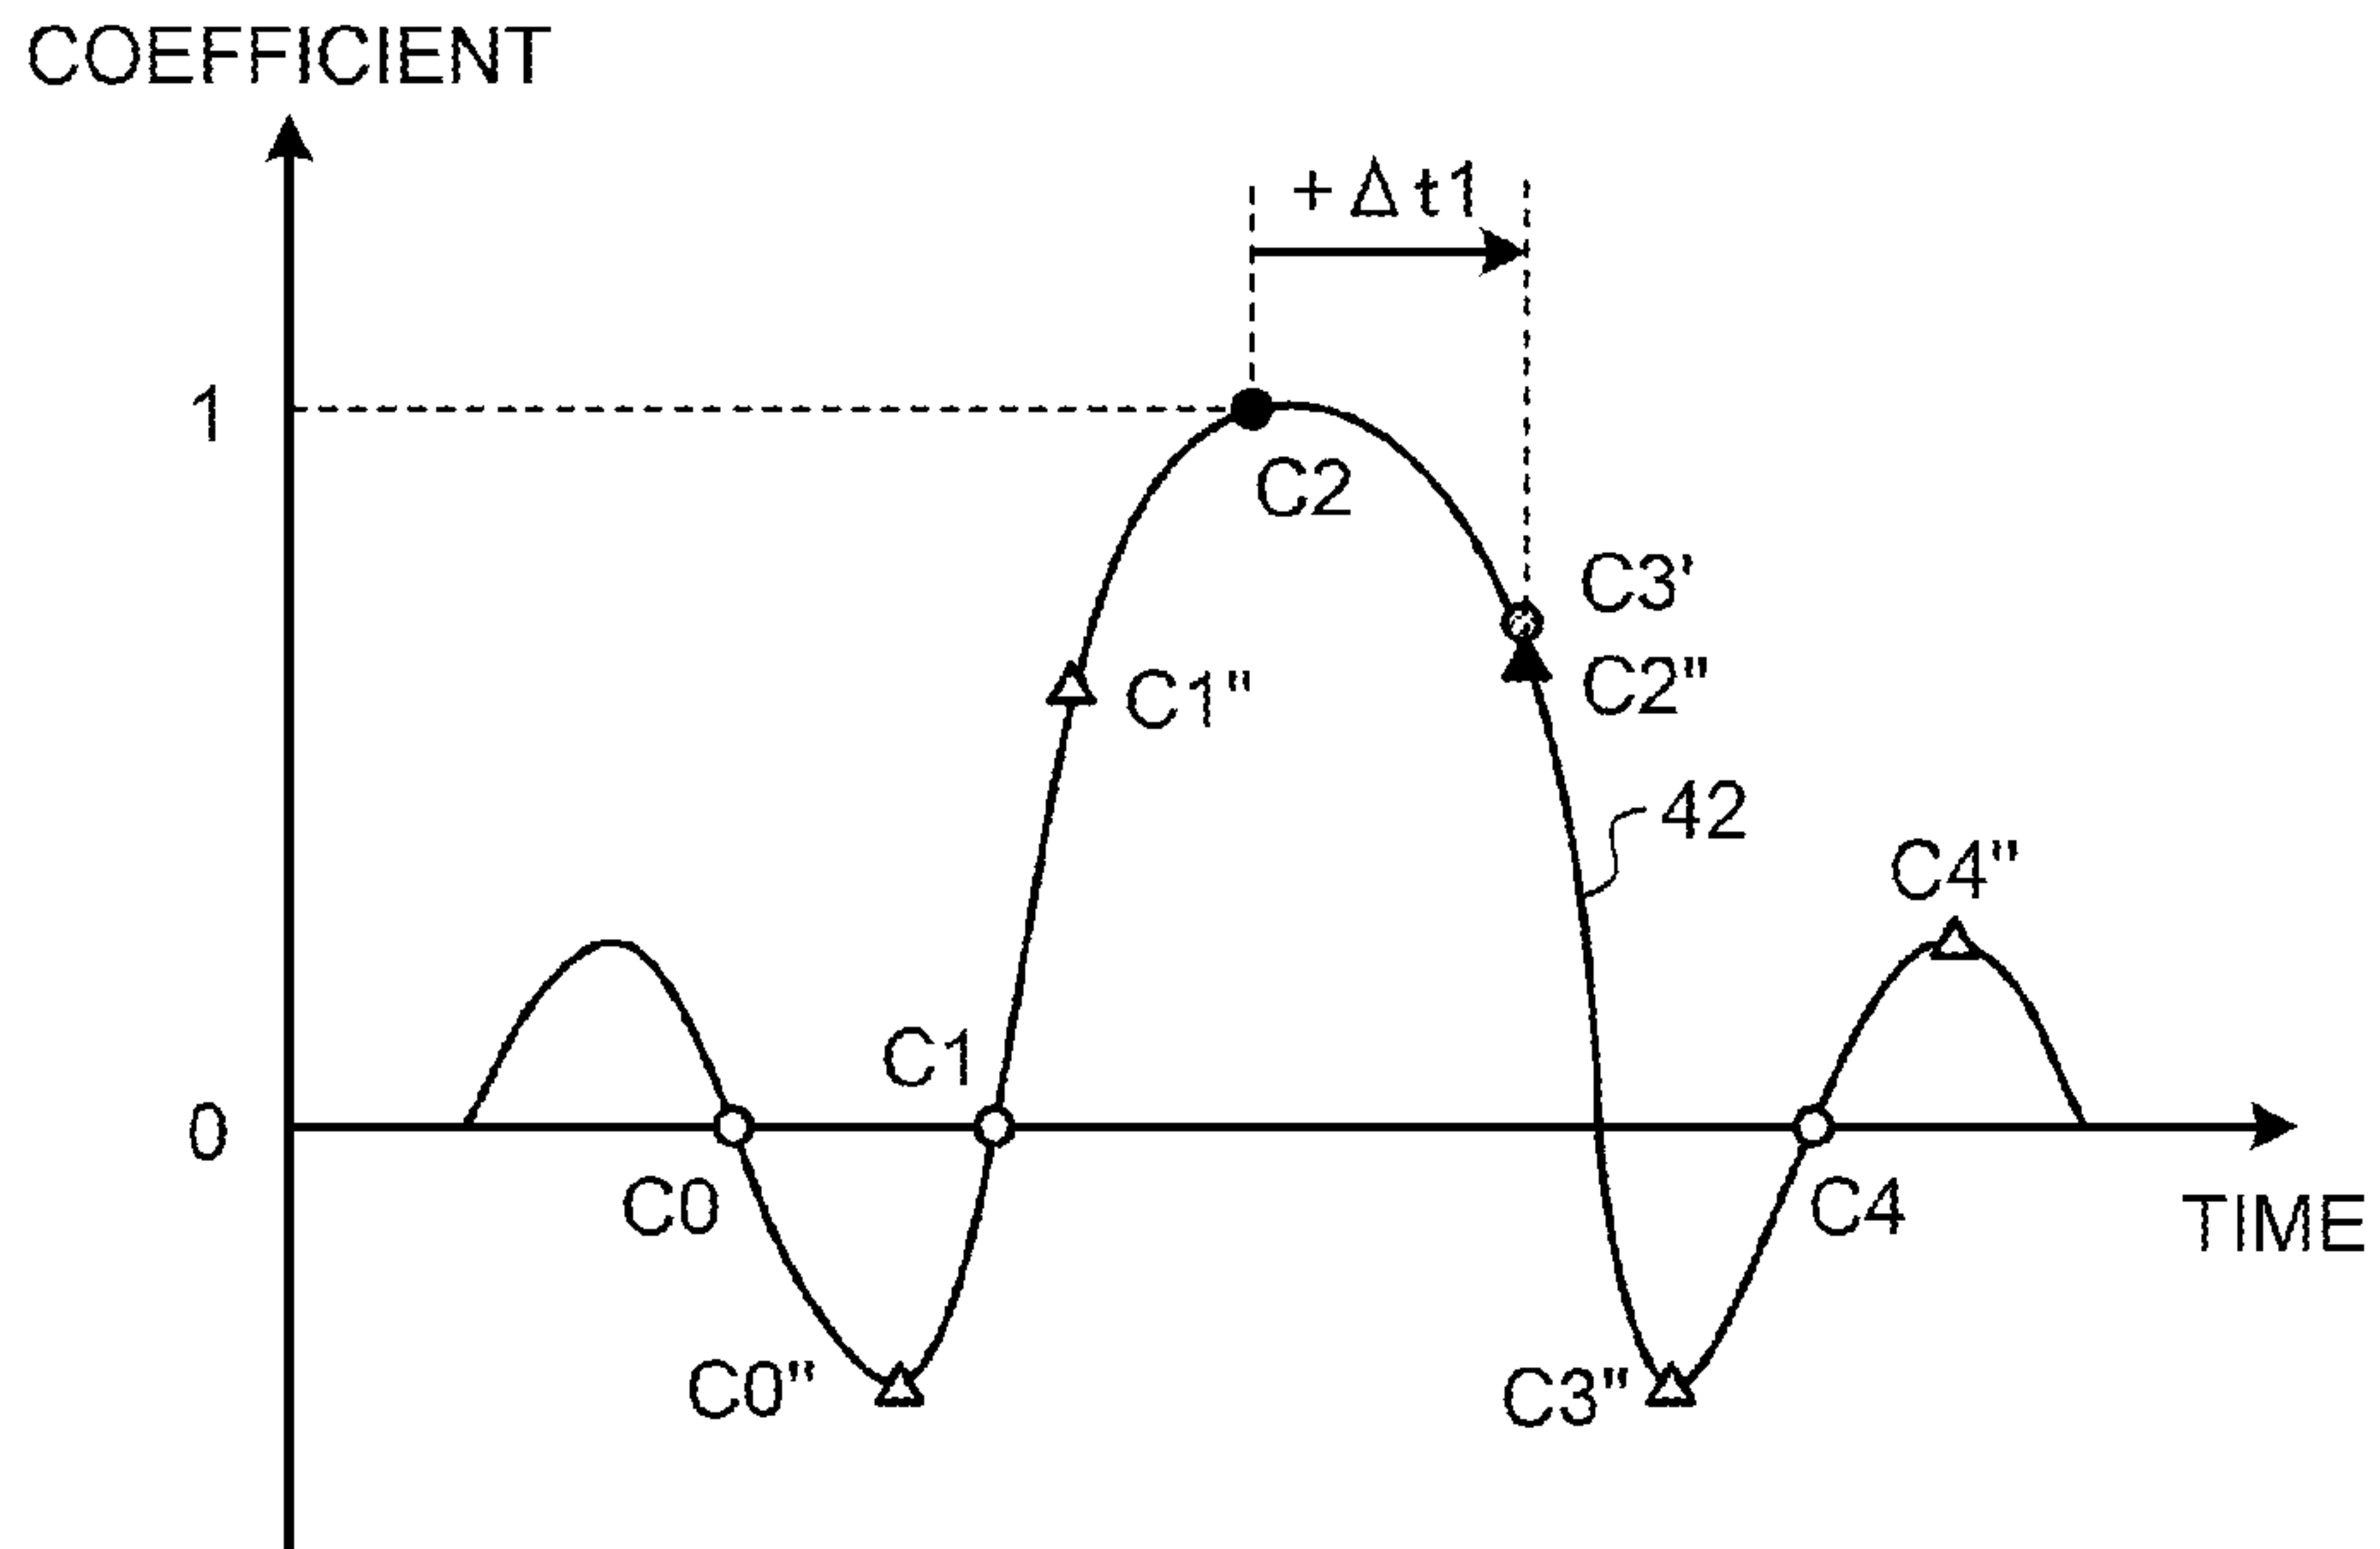 COEFFICIENT
+Δt1
1
C2
C3'
C2"
C1"
42
C4"
C1
0
C0
C4
TIME
C0"
C3"